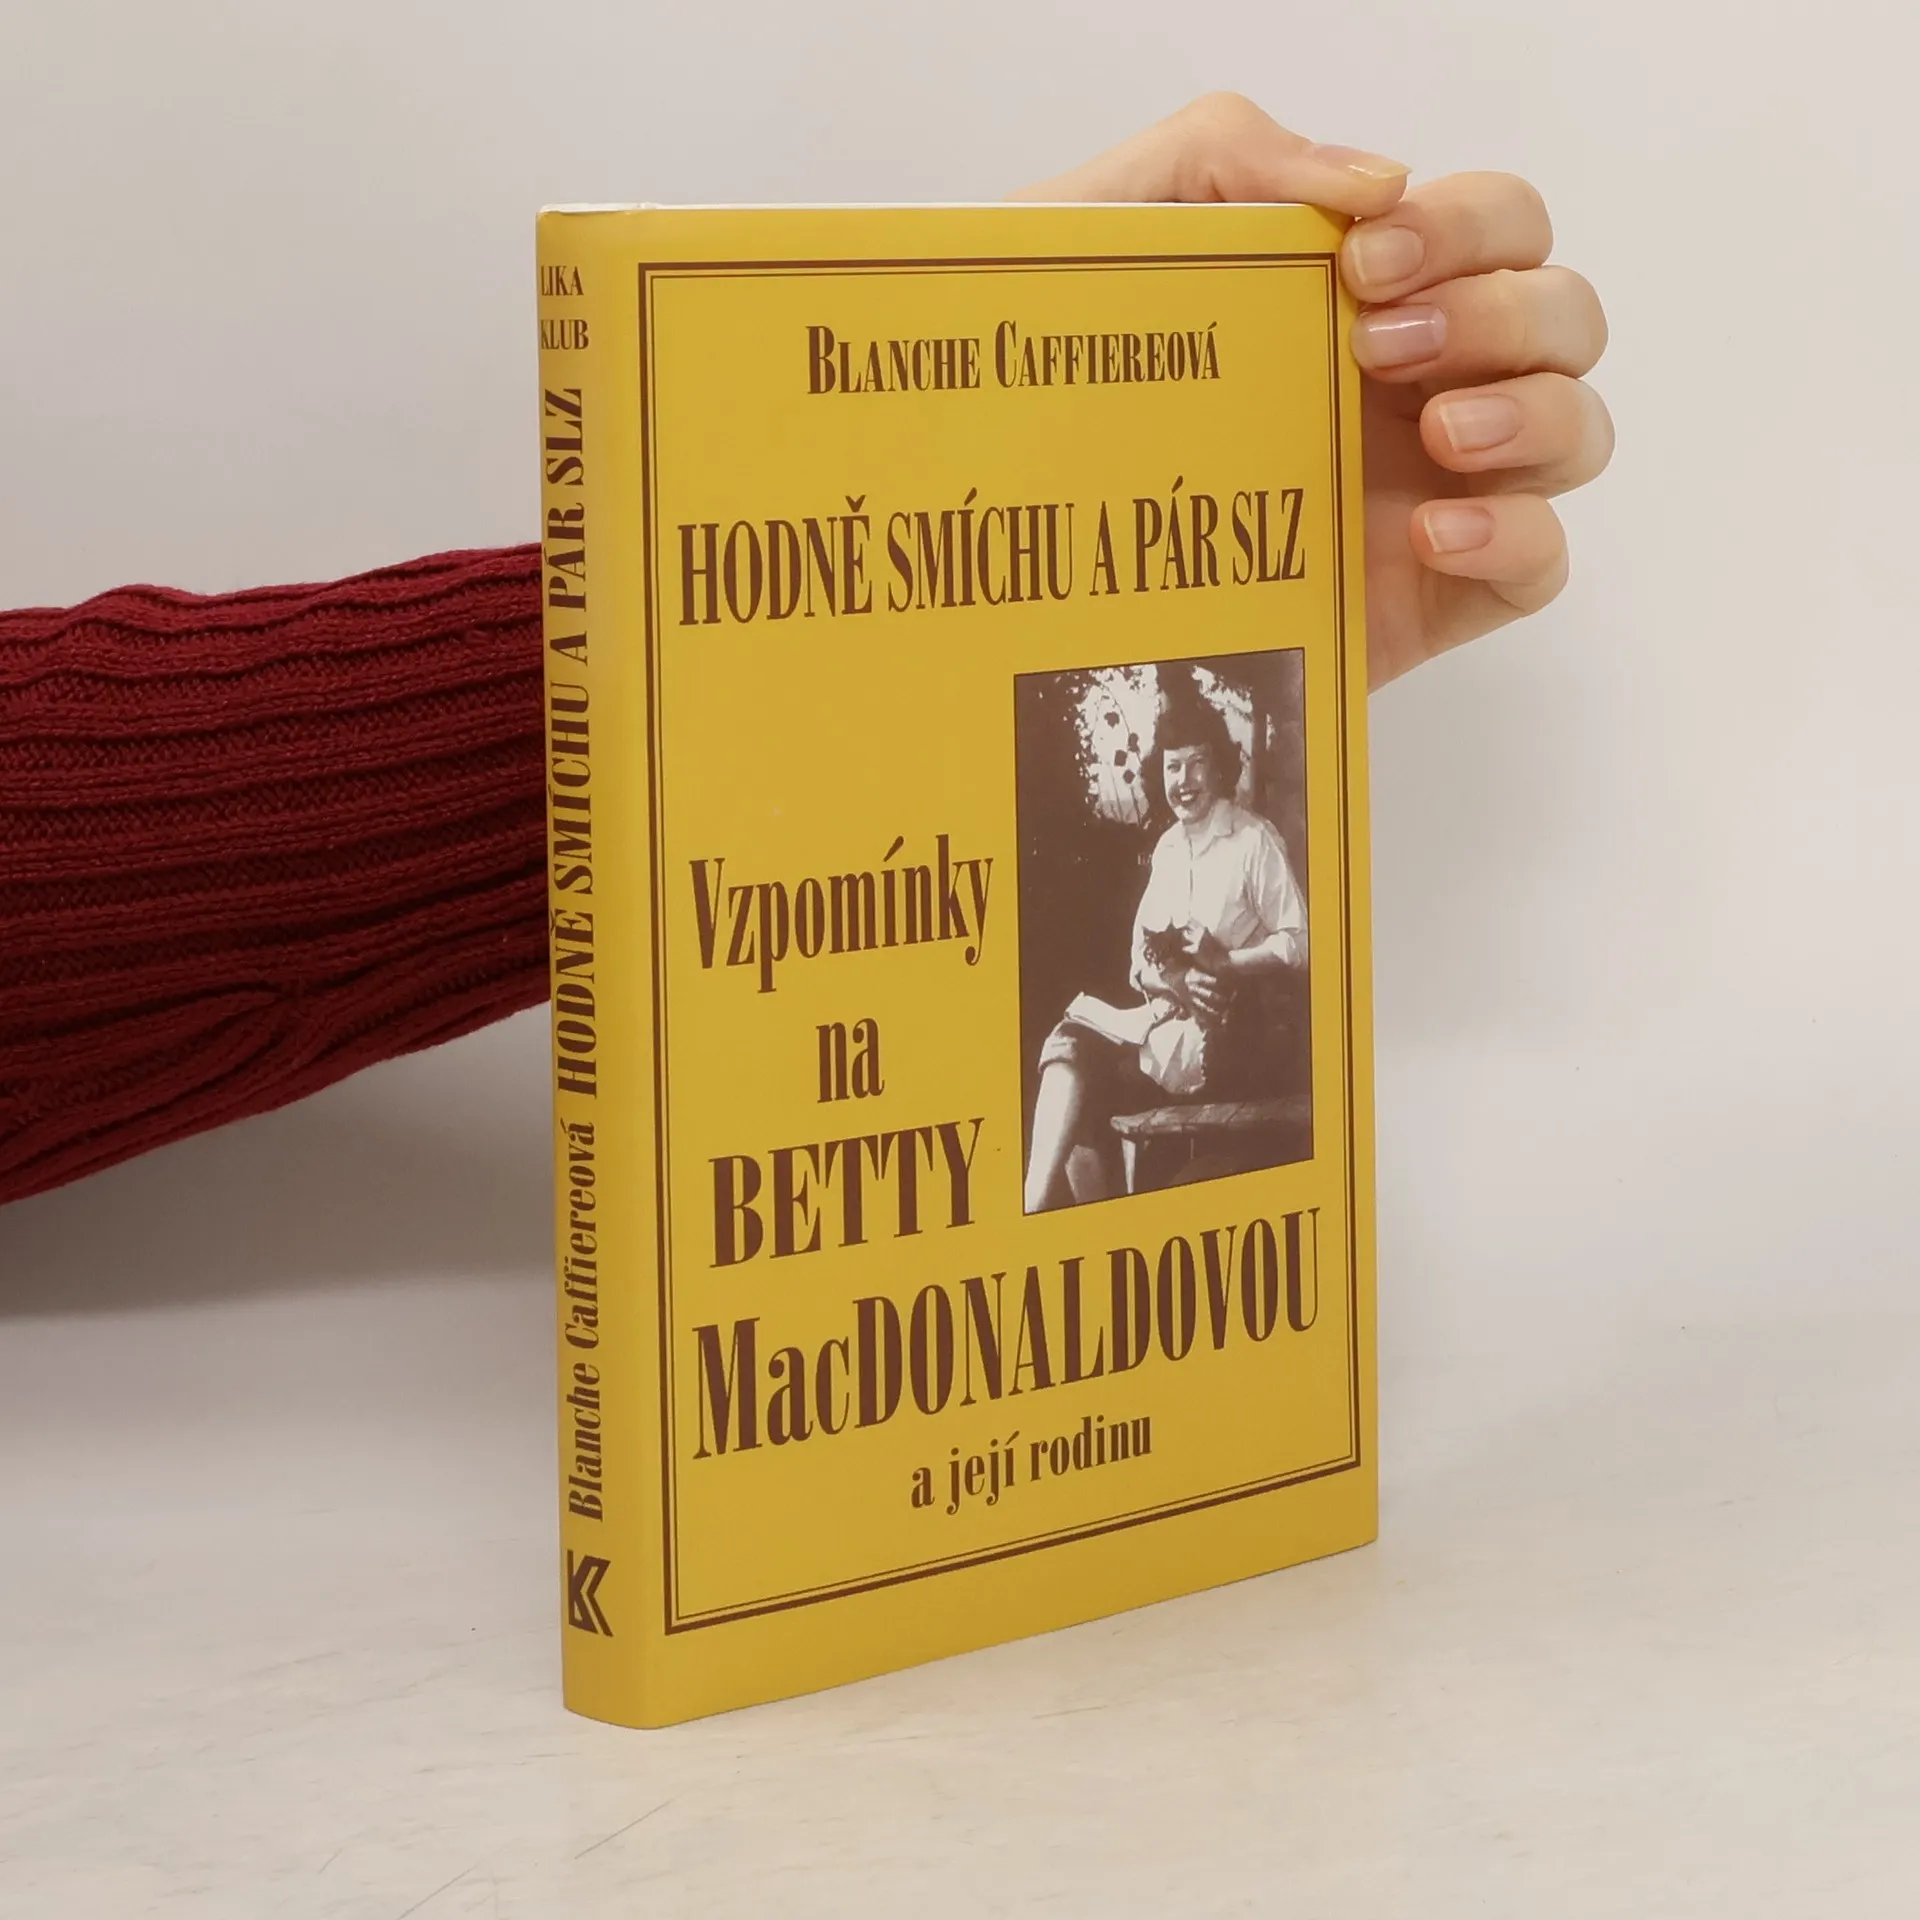 LIKA
KLUB
HODNĚ SMÍCHU A PÁR SLZ
Blanche Caffiereová
BLANCHE CAFFIEREOVÁ
HODNĚ SMÍCHU A PÁR SLZ
Vzpomínky
na
BETTY
MacDONALDOVOU
a její rodinu